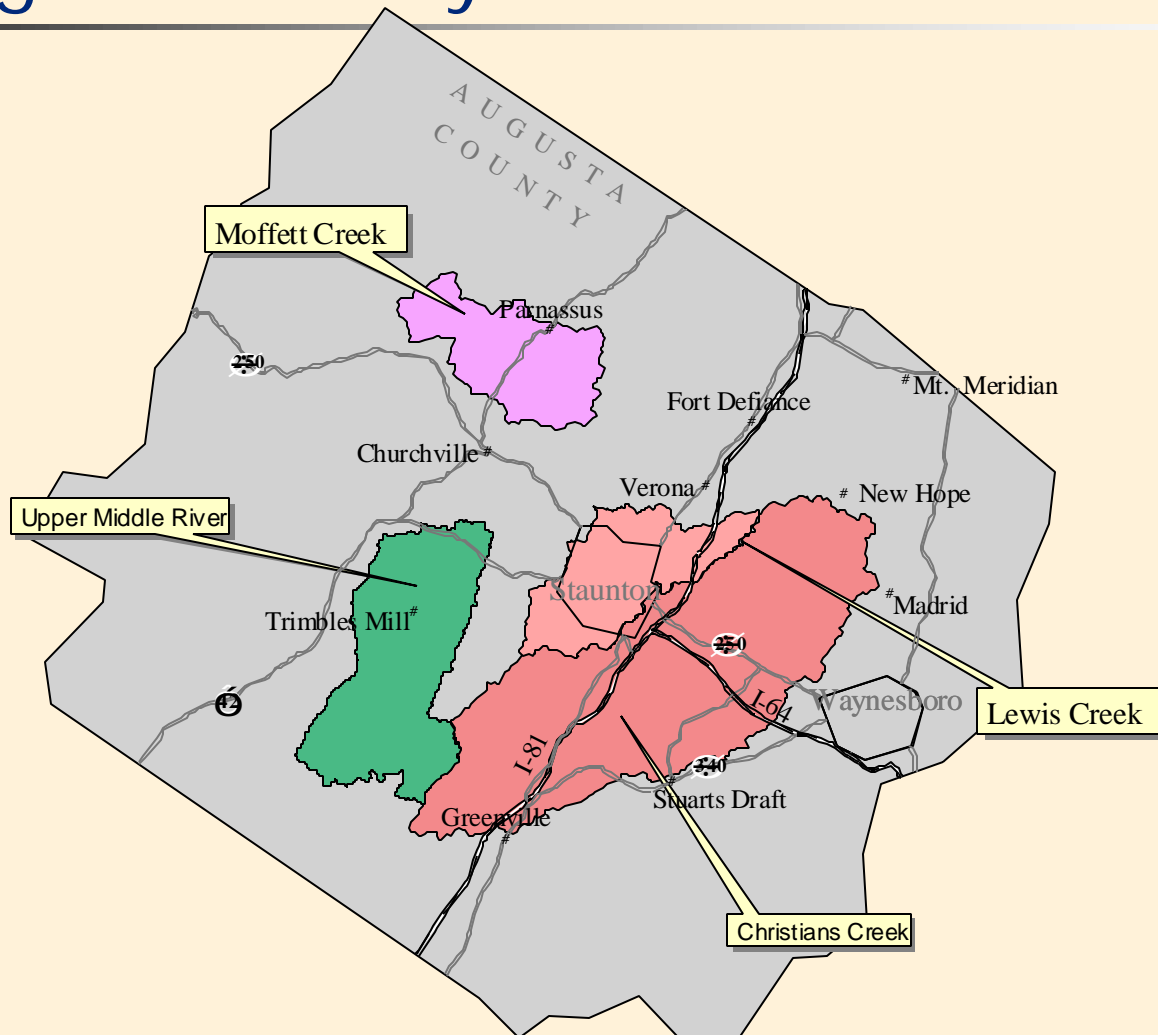 AUGUSTA
COUNTY
Moffett Creek
Parnassus
#
250
# Mt. Meridian
Fort Defiance
#
Churchville #
Verona #
# New Hope
Upper Middle River
Staunton
#
Madrid
Trimbles Mill #
250
42
I-64
Waynesboro
Lewis Creek
I-81
340
Stuarts Draft
Greenville
#
Christians Creek